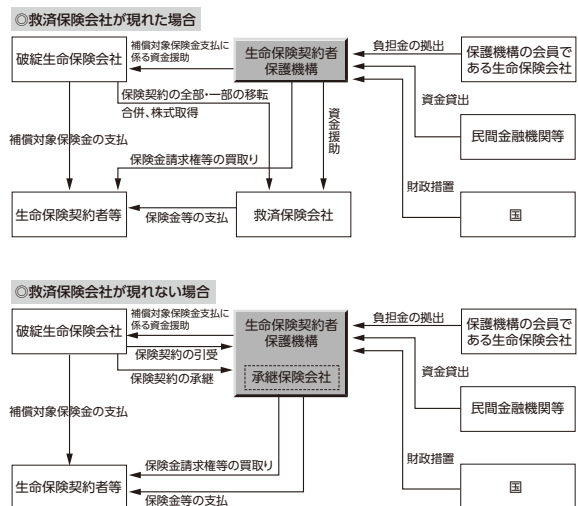 ◎救済保険会社が現れた場合
破綻生命保険会社
補償対象保険金支払に
係る資金援助
生命保険契約者
保護機構
負担金の拠出
保護機構の会員で
ある生命保険会社
保険契約の全部・一部の移転
合併、株式取得
資金援助
資金貸出
民間金融機関等
補償対象保険金の支払
保険金請求権等の買取り
財政措置
生命保険契約者等
保険金等の支払
救済保険会社
国
◎救済保険会社が現れない場合
破綻生命保険会社
補償対象保険金支払に
係る資金援助
生命保険契約者
保護機構
負担金の拠出
保護機構の会員で
ある生命保険会社
保険契約の引受
保険契約の承継
承継保険会社
資金貸出
民間金融機関等
補償対象保険金の支払
保険金請求権等の買取り
財政措置
生命保険契約者等
保険金等の支払
国